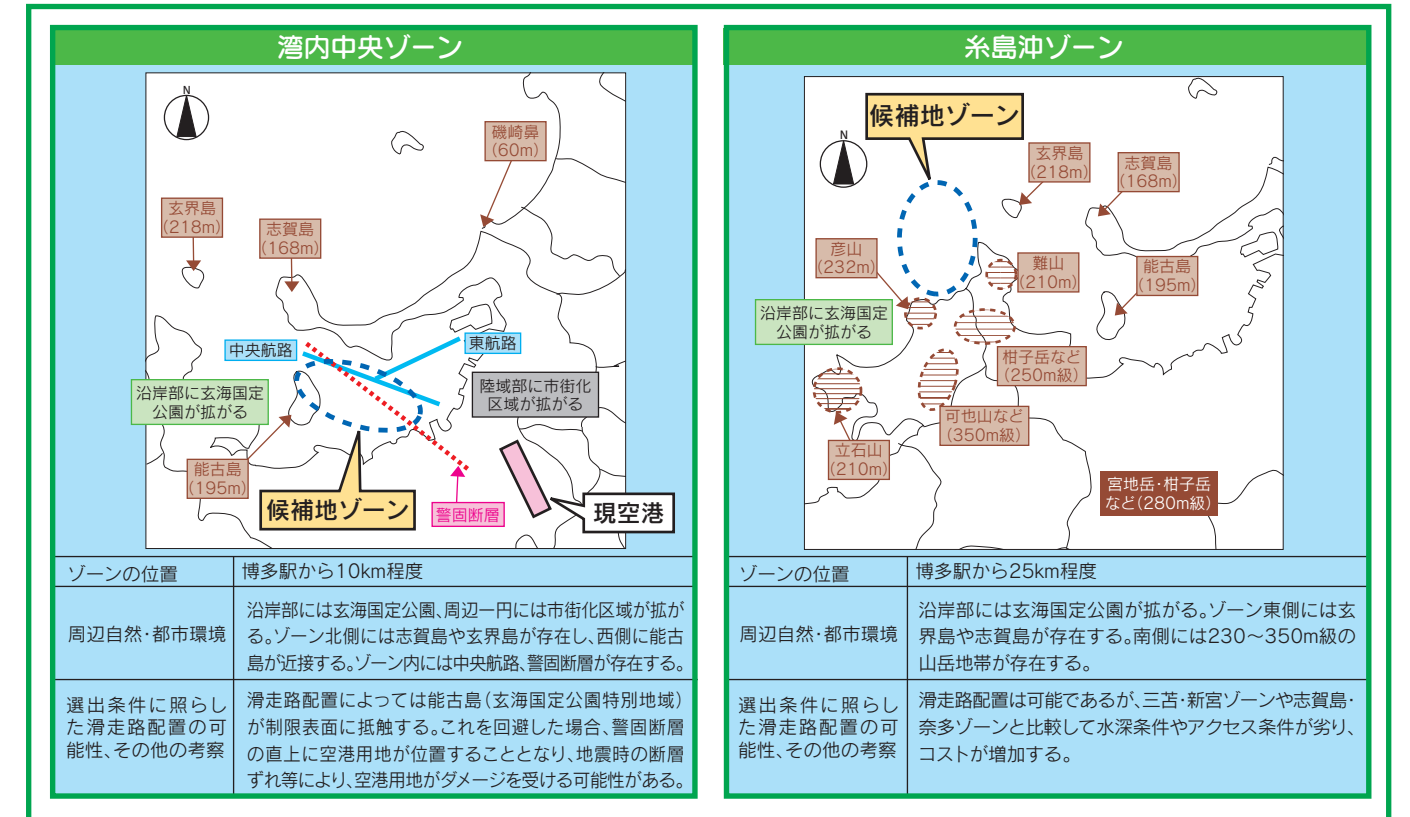 湾内中央ゾーン
N
磯崎鼻
(60m)
玄界島
(218m)
志賀島
(168m)
中央航路
東航路
沿岸部に玄海国定
公園が拡がる
陸域部に市街化
区域が拡がる
能古島
(195m)
候補地ゾーン
警固断層
現空港
ゾーンの位置
博多駅から10km程度
周辺自然・都市環境
沿岸部には玄海国定公園、周辺一円には市街化区域が拡が
る。ゾーン北側には志賀島や玄界島が存在し、西側に能古
島が近接する。ゾーン内には中央航路、警固断層が存在する。
選出条件に照らし
た滑走路配置の可
能性、その他の考察
滑走路配置によっては能古島(玄海国定公園特別地域)
が制限表面に抵触する。これを回避した場合、警固断層
の直上に空港用地が位置することとなり、地震時の断層
ずれ等により、空港用地がダメージを受ける可能性がある。
糸島沖ゾーン
候補地ゾーン
N
玄界島
(218m)
志賀島
(168m)
彦山
(232m)
難山
(210m)
能古島
(195m)
沿岸部に玄海国定
公園が拡がる
柑子岳など
(250m級)
可也山など
(350m級)
立石山
(210m)
宮地岳・柑子岳
など(280m級)
ゾーンの位置
博多駅から25km程度
周辺自然・都市環境
沿岸部には玄海国定公園が拡がる。ゾーン東側には玄
界島や志賀島が存在する。南側には230〜350m級の
山岳地帯が存在する。
選出条件に照らし
た滑走路配置の可
能性、その他の考察
滑走路配置は可能であるが、三苫・新宮ゾーンや志賀島・
奈多ゾーンと比較して水深条件やアクセス条件が劣り、
コストが増加する。